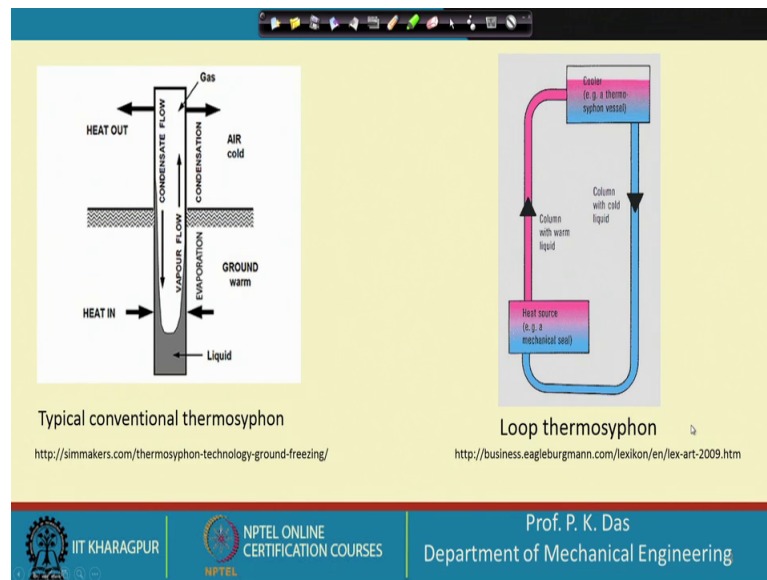 Gas
HEAT OUT
CONDENSATE FLOW
CONDENSATION
AIR
cold
VAPOUR FLOW
EVAPORATION
GROUND
warm
HEAT IN
Liquid
Typical conventional thermosyphon
http://simmakers.com/thermosyphon-technology-ground-freezing/
Cooler
(e.g. a thermo-
syphon vessel)
Column
with cold
liquid
Column
with warm
liquid
Heat source
(e.g. a
mechanical seal)
Loop thermosyphon
http://business.eagleburgmann.com/lexikon/en/lex-art-2009.htm
IIT KHARAGPUR
NPTEL
NPTEL ONLINE
CERTIFICATION COURSES
Prof. P. K. Das
Department of Mechanical Engineering